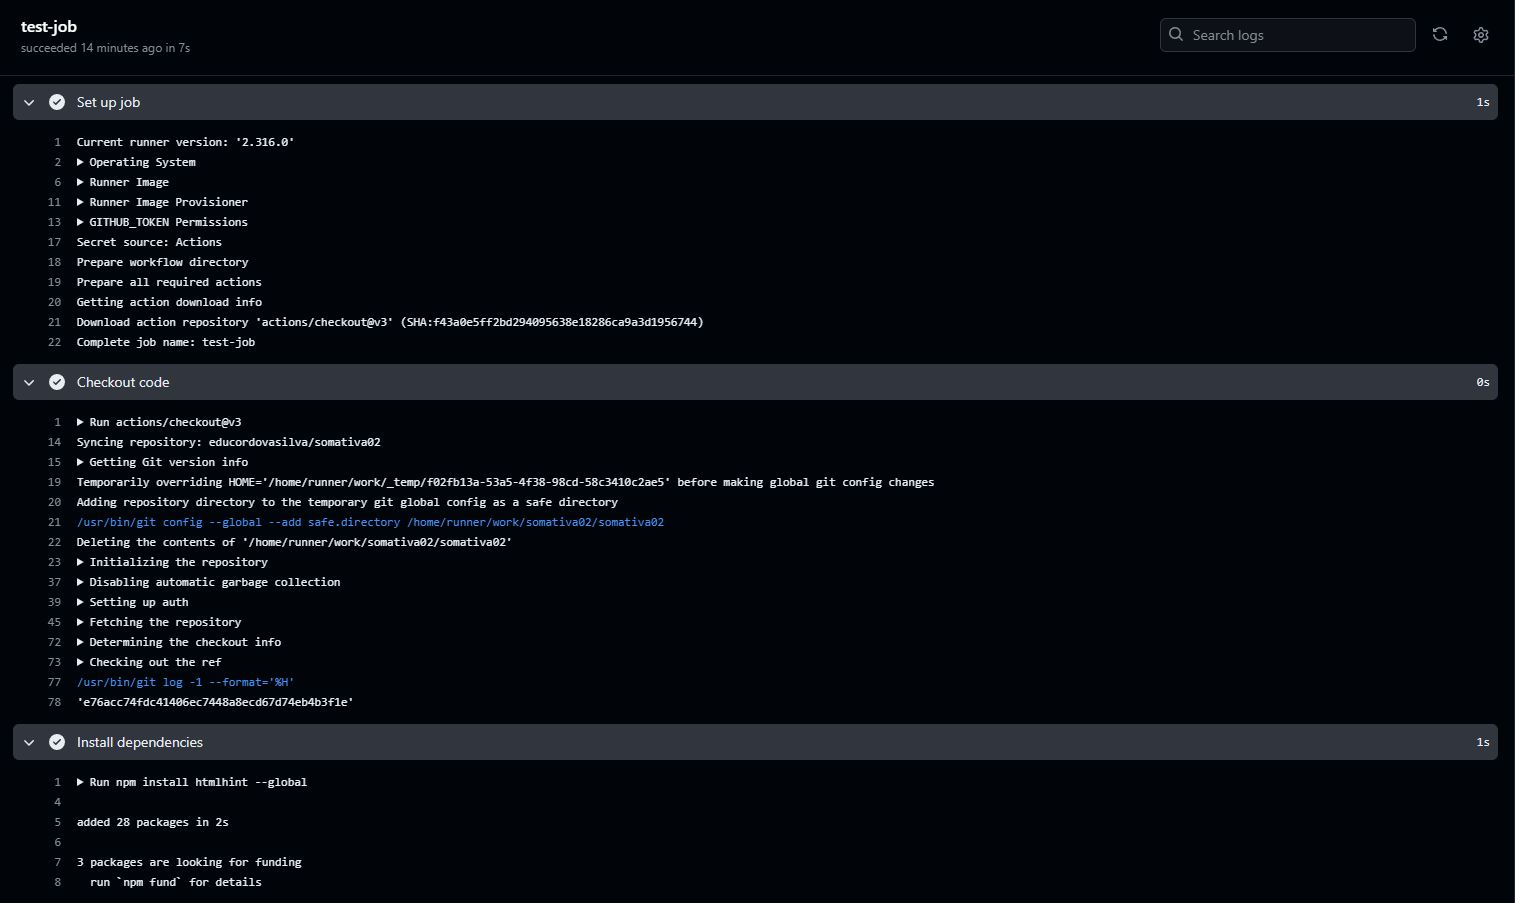 test-job
succeeded 14 minutes ago in 7s
Search logs
Set up job 1s
1 Current runner version: '2.316.0'
2 ▶ Operating System
6 ▶ Runner Image
11 ▶ Runner Image Provisioner
13 ▶ GITHUB_TOKEN Permissions
17 Secret source: Actions
18 Prepare workflow directory
19 Prepare all required actions
20 Getting action download info
21 Download action repository 'actions/checkout@v3' (SHA:f43a0e5ff2bd294095638e18286ca9a3d1956744)
22 Complete job name: test-job
Checkout code 0s
1 ▶ Run actions/checkout@v3
14 Syncing repository: educordovasilva/somativa02
15 ▶ Getting Git version info
19 Temporarily overriding HOME='/home/runner/work/_temp/f02fb13a-53a5-4f38-98cd-58c3410c2ae5' before making global git config changes
20 Adding repository directory to the temporary git global config as a safe directory
21 /usr/bin/git config --global --add safe.directory /home/runner/work/somativa02/somativa02
22 Deleting the contents of '/home/runner/work/somativa02/somativa02'
23 ▶ Initializing the repository
37 ▶ Disabling automatic garbage collection
39 ▶ Setting up auth
45 ▶ Fetching the repository
72 ▶ Determining the checkout info
73 ▶ Checking out the ref
77 /usr/bin/git log -1 --format='%H'
78 'e76acc74fdc41406ec7448a8ecd67d74eb4b3f1e'
Install dependencies 1s
1 ▶ Run npm install htmlhint --global
4
5 added 28 packages in 2s
6
7 3 packages are looking for funding
8 run `npm fund` for details